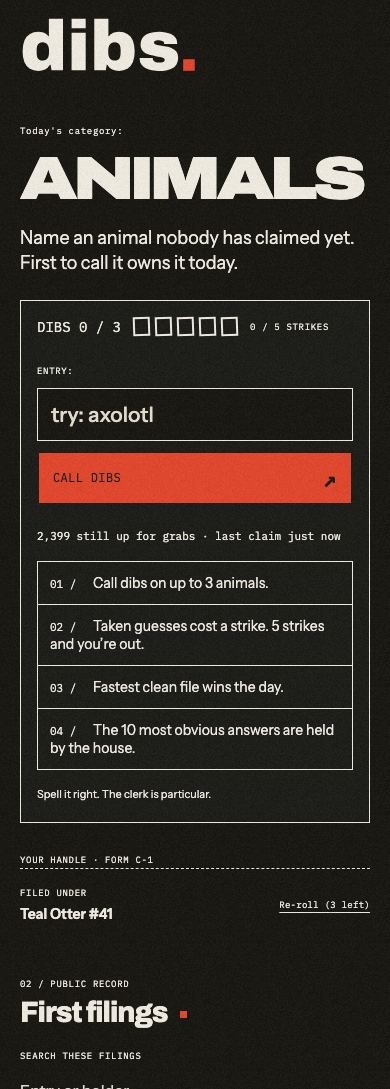 dibs.
Today's category:
ANIMALS
Name an animal nobody has claimed yet.
First to call it owns it today.
DIBS 0 / 3
0 / 5 STRIKES
ENTRY:
try: axolotl
CALL DIBS ↗
2,399 still up for grabs · last claim just now
01 / Call dibs on up to 3 animals.
02 / Taken guesses cost a strike. 5 strikes
and you're out.
03 / Fastest clean file wins the day.
04 / The 10 most obvious answers are held
by the house.
Spell it right. The clerk is particular.
YOUR HANDLE · FORM C-1
FILED UNDER
Teal Otter #41
Re-roll (3 left)
02 / PUBLIC RECORD
First filings
SEARCH THESE FILINGS
Entry or holder